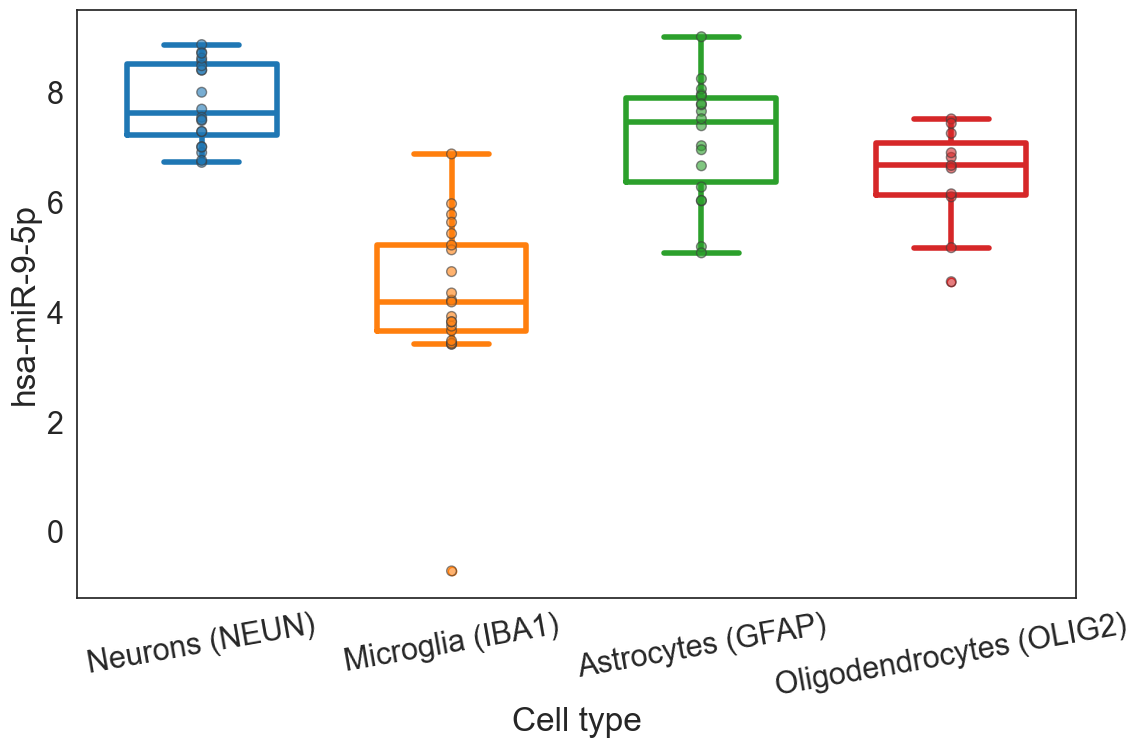 hsa-miR-9-5p
8
6
4
2
0
Neurons (NEUN)
Microglia (IBA1)
Astrocytes (GFAP)
Oligodendrocytes (OLIG2)
Cell type